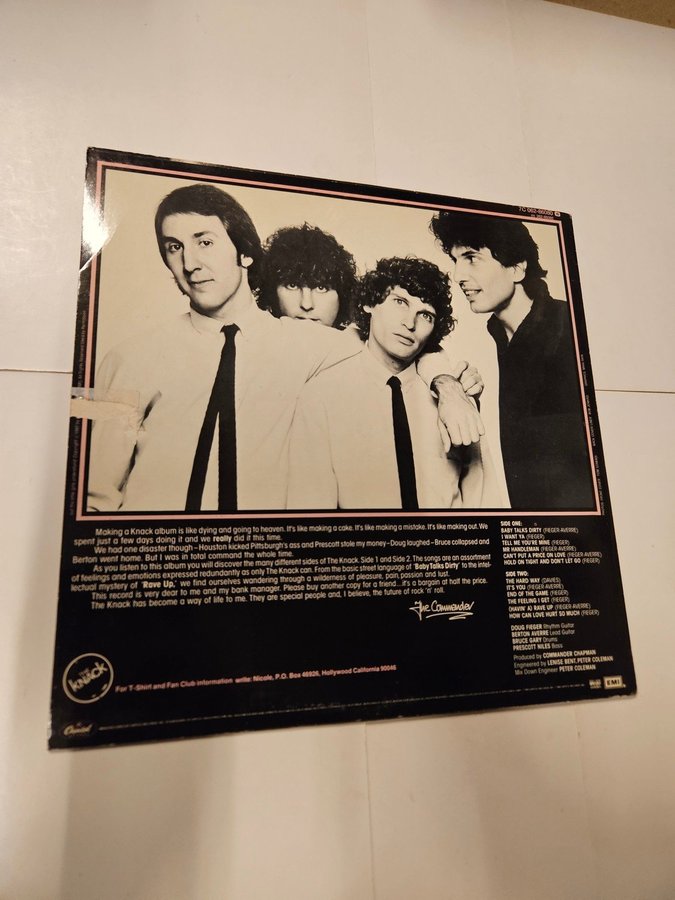 7C 062-86080
Making a Knack album is like dying and going to heaven. It's like making a cake. It's like making a mistake. It's like making out. We
spent just a few days doing it and we really did it this time.
We had one disaster though – Houston kicked Pittsburgh's ass and Prescott stole my money – Doug laughed – Bruce collapsed and
Berton went home. But I was in total command the whole time.
As you listen to this album you will discover the many different sides of The Knack. Side 1 and Side 2. The songs are an assortment
of feelings and emotions expressed redundantly as only The Knack can. From the basic street language of 'Baby Talks Dirty' to the intel-
lectual mystery of 'Rave Up,' we find ourselves wandering through a wilderness of pleasure, pain, passion and lust.
This record is very dear to me and my bank manager. Please buy another copy for a friend...it's a bargain at half the price.
The Knack has become a way of life to me. They are special people and, I believe, the future of rock 'n' roll.
The Commander
SIDE ONE:
BABY TALKS DIRTY (FIEGER-AVERRE)
I WANT YA (FIEGER)
TELL ME YOU'RE MINE (FIEGER)
MR HANDLEMAN (FIEGER-AVERRE)
CAN'T PUT A PRICE ON LOVE (FIEGER-AVERRE)
HOLD ON TIGHT AND DON'T LET GO (FIEGER)
SIDE TWO:
THE HARD WAY (DAVIES)
IT'S YOU (FIEGER-AVERRE)
END OF THE GAME (FIEGER)
THE FEELING I GET (FIEGER)
(HAVIN' A) RAVE UP (FIEGER-AVERRE)
HOW CAN LOVE HURT SO MUCH (FIEGER)
DOUG FIEGER Rhythm Guitar
BERTON AVERRE Lead Guitar
BRUCE GARY Drums
PRESCOTT NILES Bass
Produced by COMMANDER CHAPMAN
Engineered by LENISE BENT, PETER COLEMAN
Mix Down Engineer PETER COLEMAN
THE KNACK
For T-Shirt and Fan Club information write: Nicole, P.O. Box 46926, Hollywood California 90046
Capitol
EMI